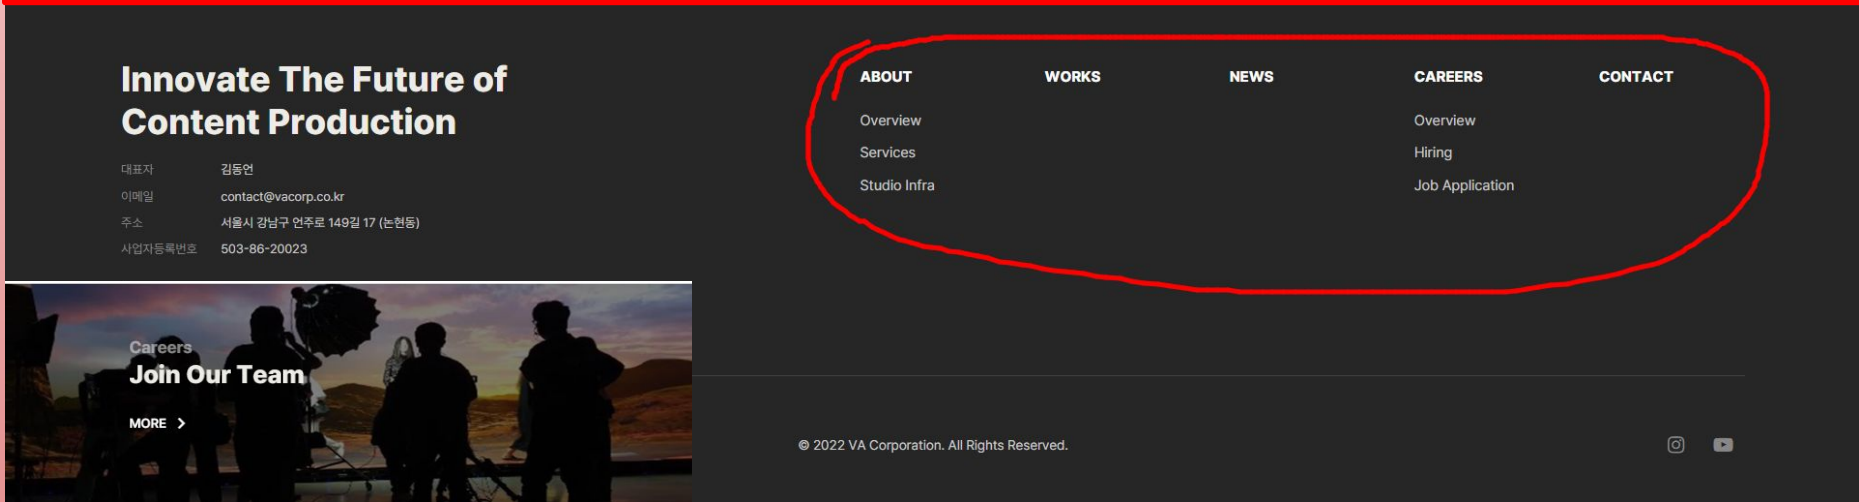 Innovate The Future of
Content Production
대표자 김동언
이메일 contact@vacorp.co.kr
주소 서울시 강남구 언주로 149길 17 (논현동)
사업자등록번호 503-86-20023
ABOUT
Overview
Services
Studio Infra
WORKS
NEWS
CAREERS
Overview
Hiring
Job Application
CONTACT
Careers
Join Our Team
MORE
© 2022 VA Corporation. All Rights Reserved.